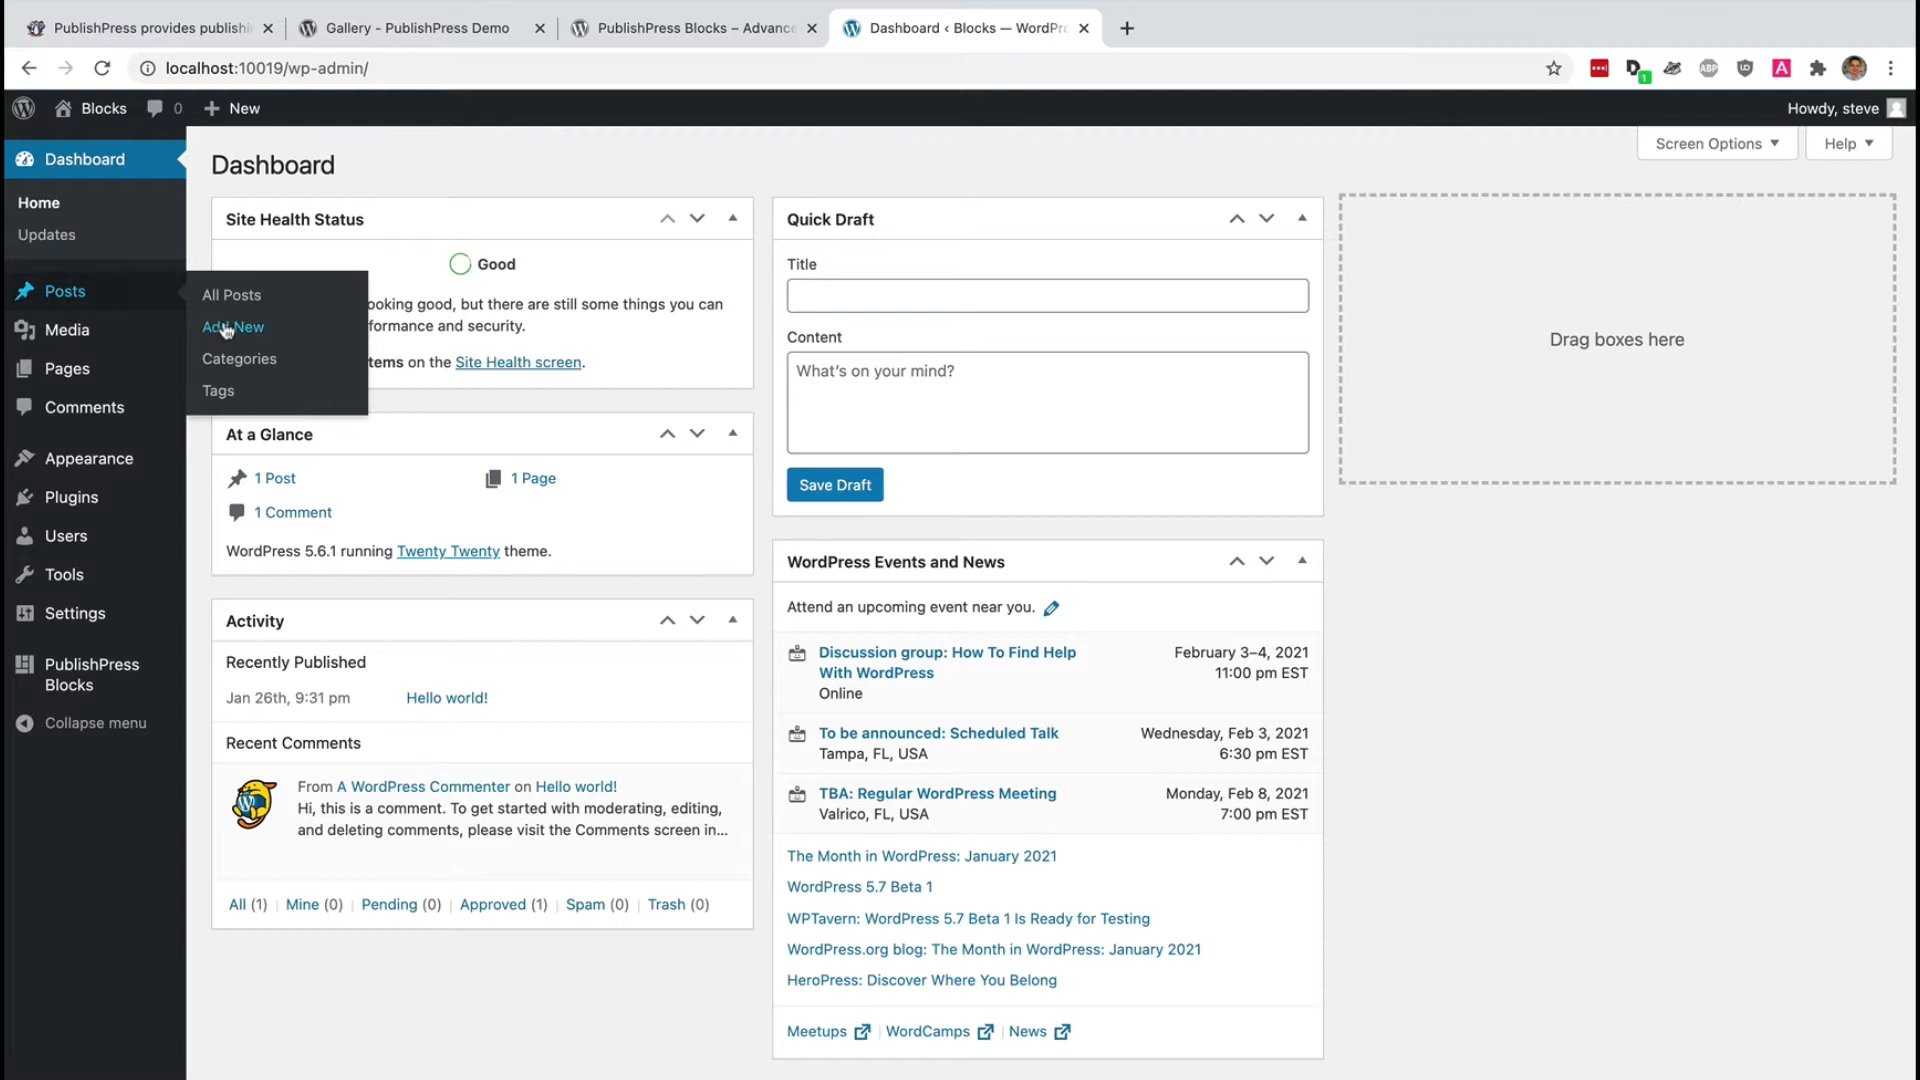 PublishPress provides publishi
Gallery - PublishPress Demo
PublishPress Blocks – Advance
Dashboard ‹ Blocks — WordPre
localhost:10019/wp-admin/
Blocks
0
New
Howdy, steve
Dashboard
Home
Updates
Posts
Media
Pages
Comments
Appearance
Plugins
Users
Tools
Settings
PublishPress
Blocks
Collapse menu
All Posts
Add New
Categories
Tags
Dashboard
Screen Options
Help
Site Health Status
Good
ooking good, but there are still some things you can
formance and security.
tems on the Site Health screen.
At a Glance
1 Post
1 Page
1 Comment
WordPress 5.6.1 running Twenty Twenty theme.
Activity
Recently Published
Jan 26th, 9:31 pm Hello world!
Recent Comments
From A WordPress Commenter on Hello world!
Hi, this is a comment. To get started with moderating, editing,
and deleting comments, please visit the Comments screen in…
All (1) | Mine (0) | Pending (0) | Approved (1) | Spam (0) | Trash (0)
Quick Draft
Title
Content
What's on your mind?
Save Draft
WordPress Events and News
Attend an upcoming event near you.
Discussion group: How To Find Help
With WordPress
Online
February 3–4, 2021
11:00 pm EST
To be announced: Scheduled Talk
Tampa, FL, USA
Wednesday, Feb 3, 2021
6:30 pm EST
TBA: Regular WordPress Meeting
Valrico, FL, USA
Monday, Feb 8, 2021
7:00 pm EST
The Month in WordPress: January 2021
WordPress 5.7 Beta 1
WPTavern: WordPress 5.7 Beta 1 Is Ready for Testing
WordPress.org blog: The Month in WordPress: January 2021
HeroPress: Discover Where You Belong
Meetups | WordCamps | News
Drag boxes here
ABP
A
1